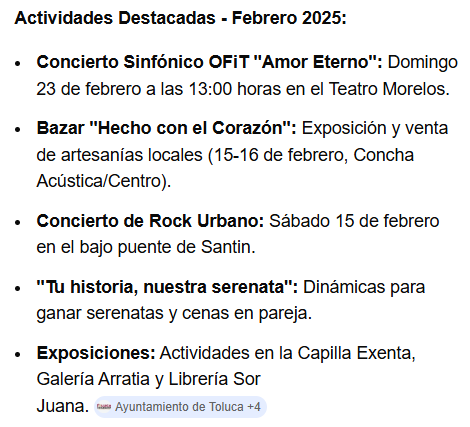 Actividades Destacadas - Febrero 2025:
• Concierto Sinfónico OFiT "Amor Eterno": Domingo
23 de febrero a las 13:00 horas en el Teatro Morelos.
• Bazar "Hecho con el Corazón": Exposición y venta
de artesanías locales (15-16 de febrero, Concha
Acústica/Centro).
• Concierto de Rock Urbano: Sábado 15 de febrero
en el bajo puente de Santin.
• "Tu historia, nuestra serenata": Dinámicas para
ganar serenatas y cenas en pareja.
• Exposiciones: Actividades en la Capilla Exenta,
Galería Arratia y Librería Sor
Juana. Ayuntamiento de Toluca +4